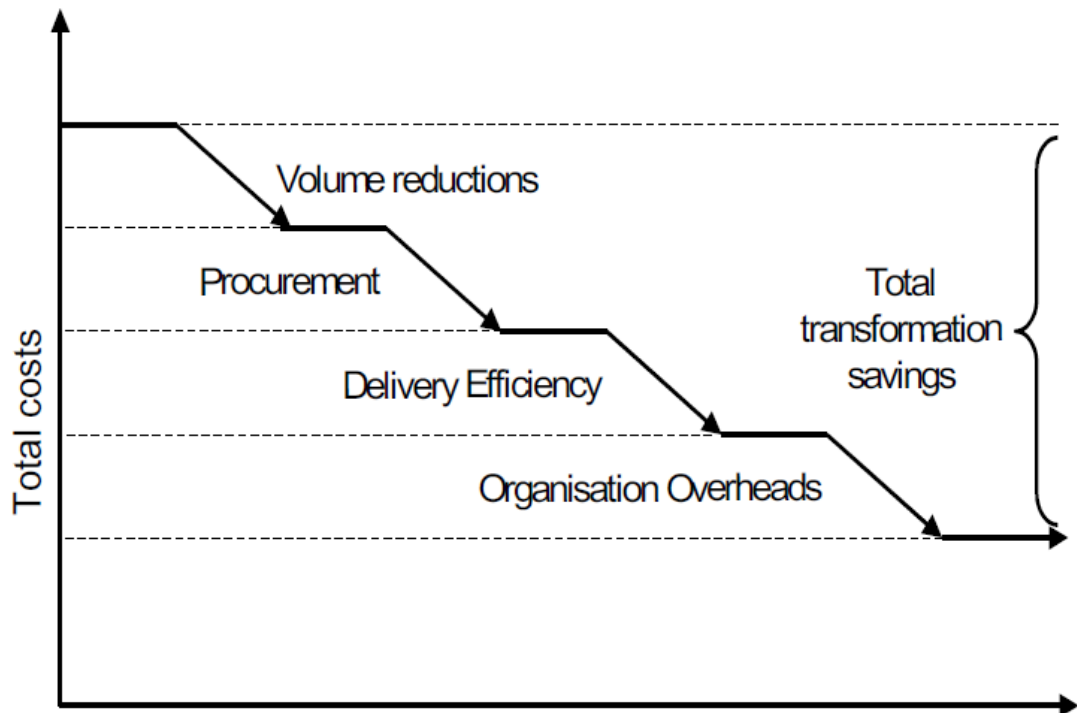 Volume reductions
Procurement
Total
transformation
savings
Delivery Efficiency
Organisation Overheads
Total costs